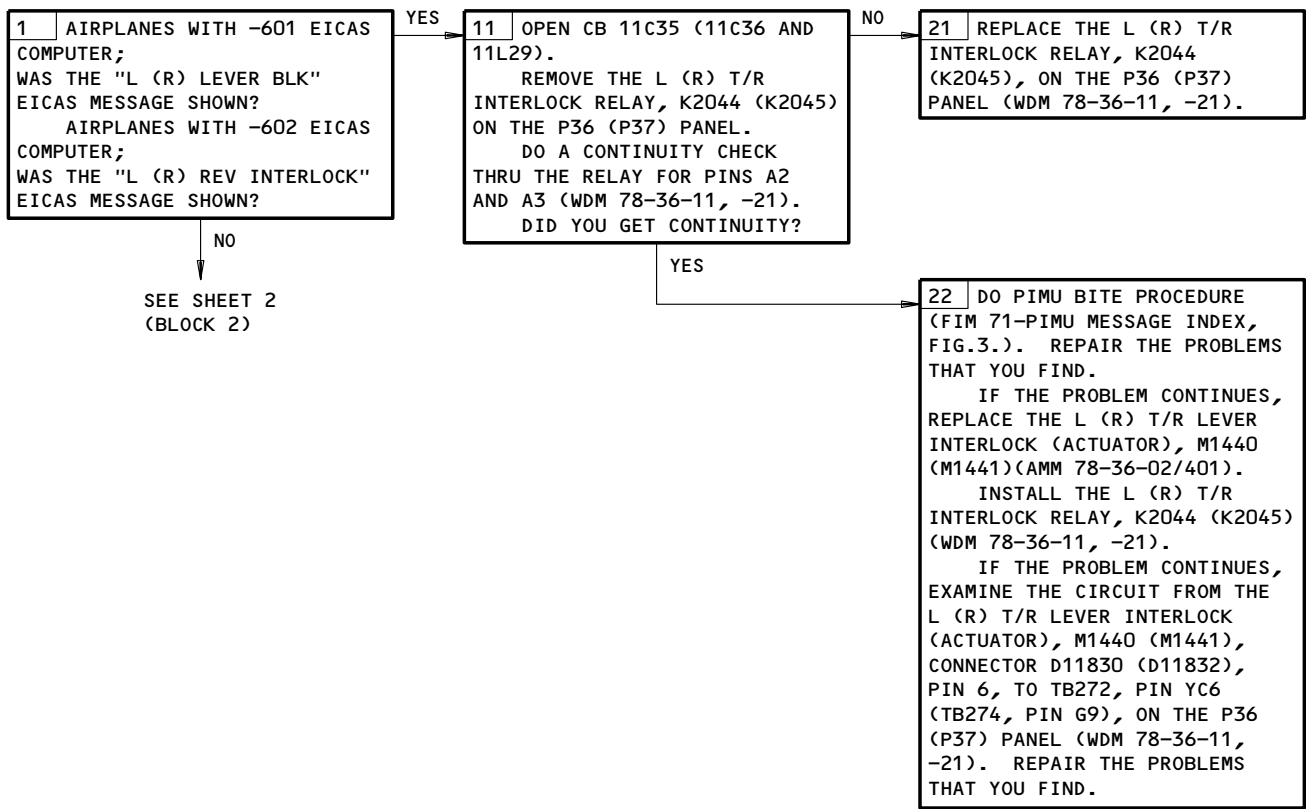 1 AIRPLANES WITH -601 EICAS
COMPUTER;
WAS THE "L (R) LEVER BLK"
EICAS MESSAGE SHOWN?
AIRPLANES WITH -602 EICAS
COMPUTER;
WAS THE "L (R) REV INTERLOCK"
EICAS MESSAGE SHOWN?
YES
NO
SEE SHEET 2
(BLOCK 2)
11 OPEN CB 11C35 (11C36 AND
11L29).
REMOVE THE L (R) T/R
INTERLOCK RELAY, K2044 (K2045)
ON THE P36 (P37) PANEL.
DO A CONTINUITY CHECK
THRU THE RELAY FOR PINS A2
AND A3 (WDM 78-36-11, -21).
DID YOU GET CONTINUITY?
NO
YES
21 REPLACE THE L (R) T/R
INTERLOCK RELAY, K2044
(K2045), ON THE P36 (P37)
PANEL (WDM 78-36-11, -21).
22 DO PIMU BITE PROCEDURE
(FIM 71-PIMU MESSAGE INDEX,
FIG.3.). REPAIR THE PROBLEMS
THAT YOU FIND.
IF THE PROBLEM CONTINUES,
REPLACE THE L (R) T/R LEVER
INTERLOCK (ACTUATOR), M1440
(M1441)(AMM 78-36-02/401).
INSTALL THE L (R) T/R
INTERLOCK RELAY, K2044 (K2045)
(WDM 78-36-11, -21).
IF THE PROBLEM CONTINUES,
EXAMINE THE CIRCUIT FROM THE
L (R) T/R LEVER INTERLOCK
(ACTUATOR), M1440 (M1441),
CONNECTOR D11830 (D11832),
PIN 6, TO TB272, PIN YC6
(TB274, PIN G9), ON THE P36
(P37) PANEL (WDM 78-36-11,
-21). REPAIR THE PROBLEMS
THAT YOU FIND.